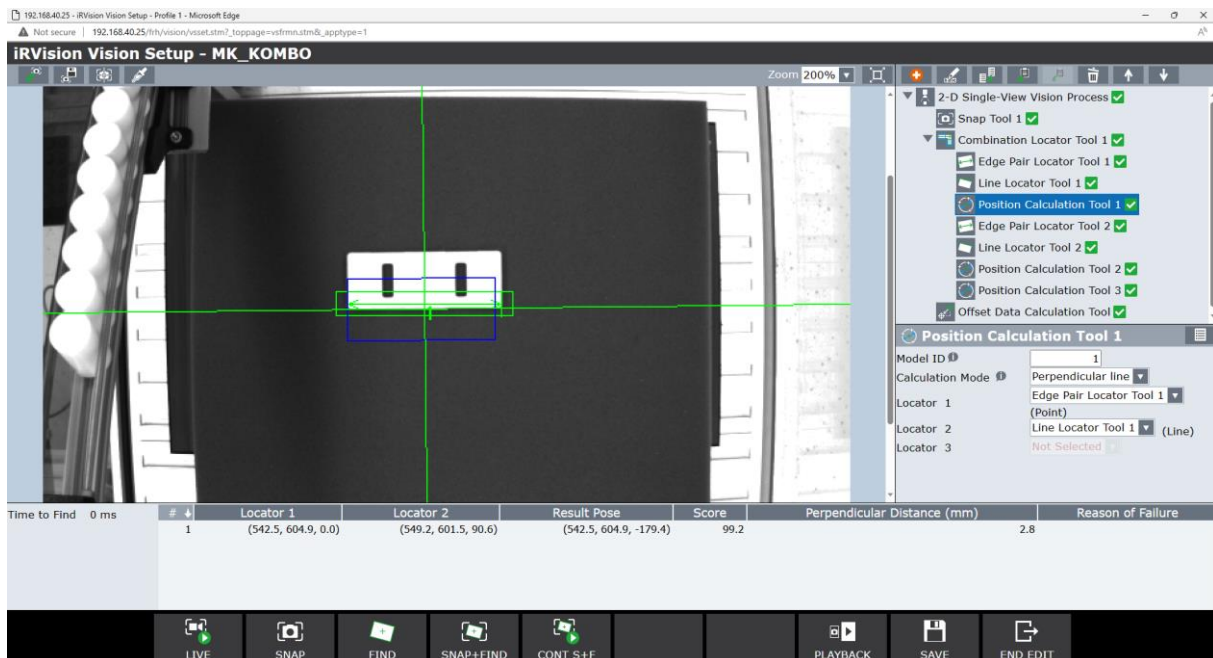 192.168.40.25 - iRVision Vision Setup - Profile 1 - Microsoft Edge
Not secure | 192.168.40.25/frh/vision/vsset.stm?_toppage=vsfrmn.stm&_apptype=1
iRVision Vision Setup - MK_KOMBO
Zoom 200%
2-D Single-View Vision Process
Snap Tool 1
Combination Locator Tool 1
Edge Pair Locator Tool 1
Line Locator Tool 1
Position Calculation Tool 1
Edge Pair Locator Tool 2
Line Locator Tool 2
Position Calculation Tool 2
Position Calculation Tool 3
Offset Data Calculation Tool
Position Calculation Tool 1
Model ID 1
Calculation Mode Perpendicular line
Locator 1 Edge Pair Locator Tool 1
(Point)
Locator 2 Line Locator Tool 1 (Line)
Locator 3 Not Selected
Time to Find 0 ms
# Locator 1 Locator 2 Result Pose Score Perpendicular Distance (mm) Reason of Failure
1 (542.5, 604.9, 0.0) (549.2, 601.5, 90.6) (542.5, 604.9, -179.4) 99.2 2.8
LIVE SNAP FIND SNAP+FIND CONT S+F PLAYBACK SAVE END EDIT